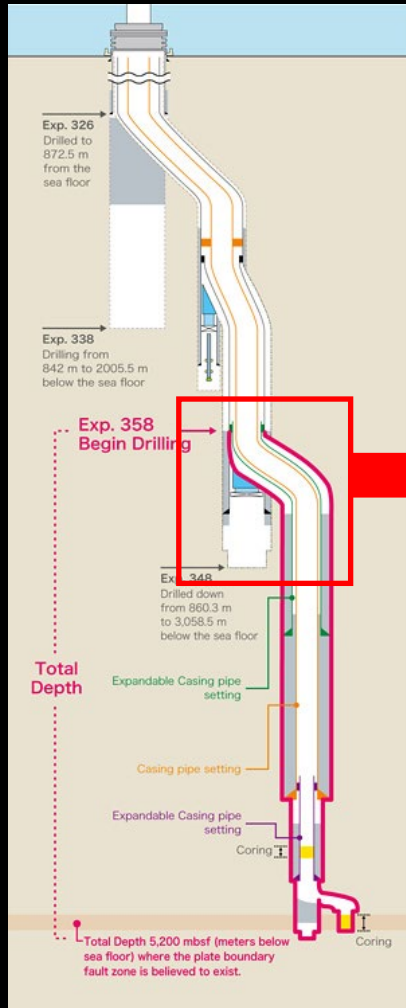 Exp. 326
Drilled to
872.5 m
from the
sea floor
Exp. 338
Drilling from
842 m to 2005.5 m
below the sea floor
Exp. 358
Begin Drilling
Exp. 348
Drilled down
from 860.3 m
to 3,058.5 m
below the sea floor
Total
Depth
Expandable Casing pipe
setting
Casing pipe setting
Expandable Casing pipe
setting
Coring
Coring
Total Depth 5,200 mbsf (meters below
sea floor) where the plate boundary
fault zone is believed to exist.